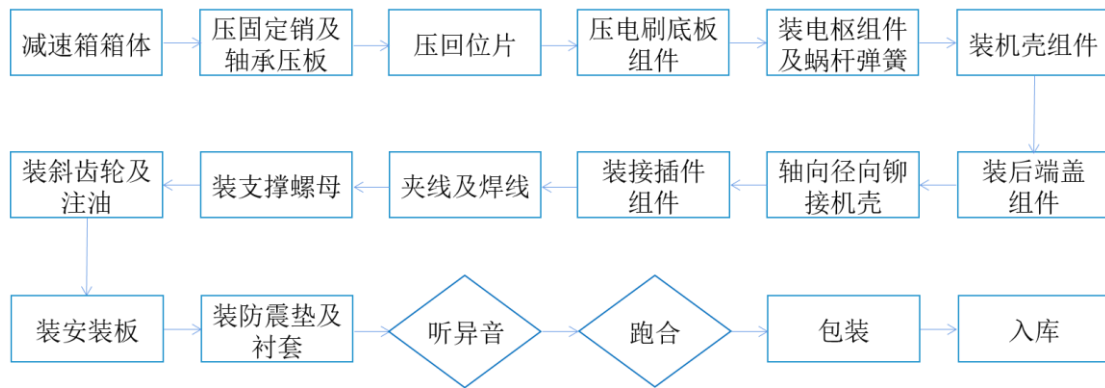 减速箱箱体
压固定销及
轴承压板
压回位片
压电刷底板
组件
装电枢组件
及蜗杆弹簧
装机壳组件
装后端盖
组件
轴向径向铆
接机壳
装接插件
组件
夹线及焊线
装支撑螺母
装斜齿轮及
注油
装安装板
装防震垫及
衬套
听异音
跑合
包装
入库